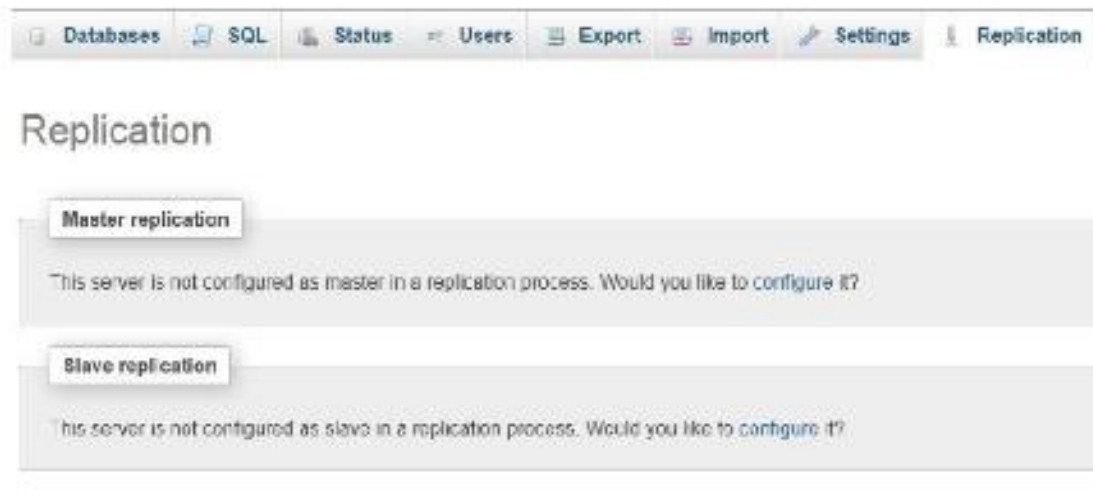 Databases SQL Status Users Export Import Settings Replication
Replication
Master replication
This server is not configured as master in a replication process. Would you like to configure it?
Slave replication
This server is not configured as slave in a replication process. Would you like to configure it?